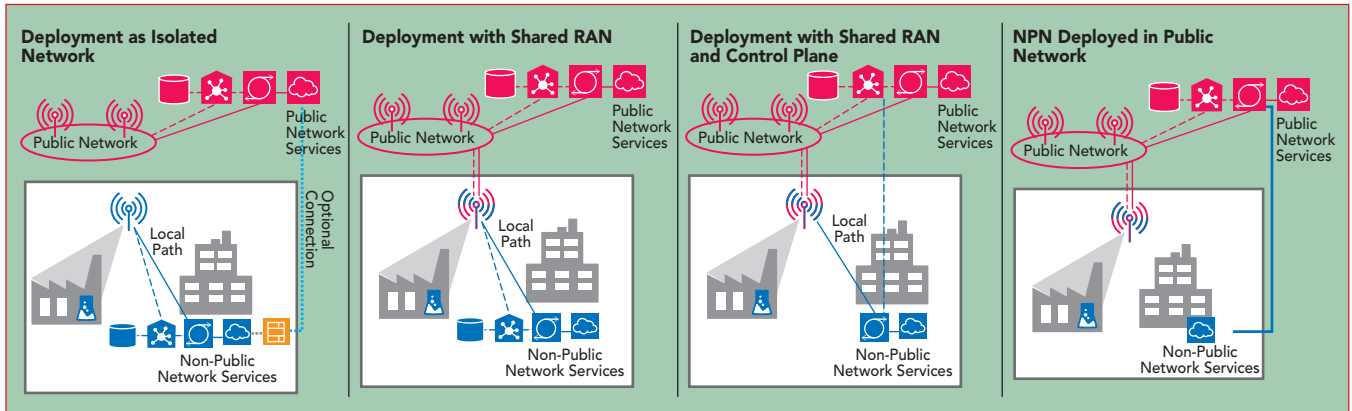 Deployment as Isolated
Network
Public Network
Public
Network
Services
Optional
Connection
Local
Path
Non-Public
Network Services
Deployment with Shared RAN
Public Network
Public
Network
Services
Local
Path
Non-Public
Network Services
Deployment with Shared RAN
and Control Plane
Public Network
Public
Network
Services
Local
Path
Non-Public
Network Services
NPN Deployed in Public
Network
Public Network
Public
Network
Services
Non-Public
Network Services